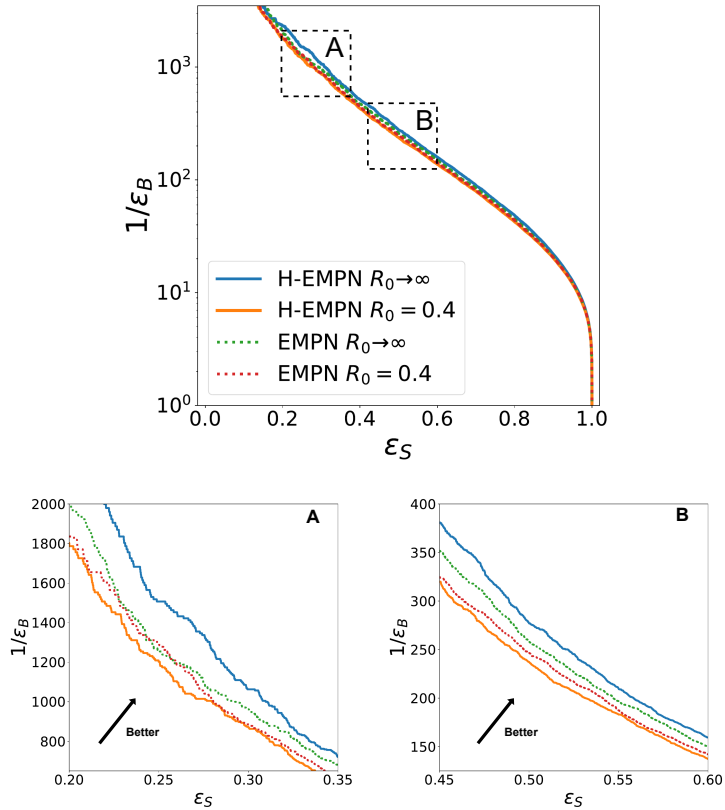 10³
A
B
10²
1/ε_B
H-EMPN R₀→∞
H-EMPN R₀ = 0.4
EMPN R₀→∞
EMPN R₀ = 0.4
10¹
10⁰
0.0 0.2 0.4 0.6 0.8 1.0
ε_S
2000
1800
1600
1400
1200
1000
800
1/ε_B
A
Better
0.20 0.25 0.30 0.35
ε_S
400
350
300
250
200
150
1/ε_B
B
Better
0.45 0.50 0.55 0.60
ε_S